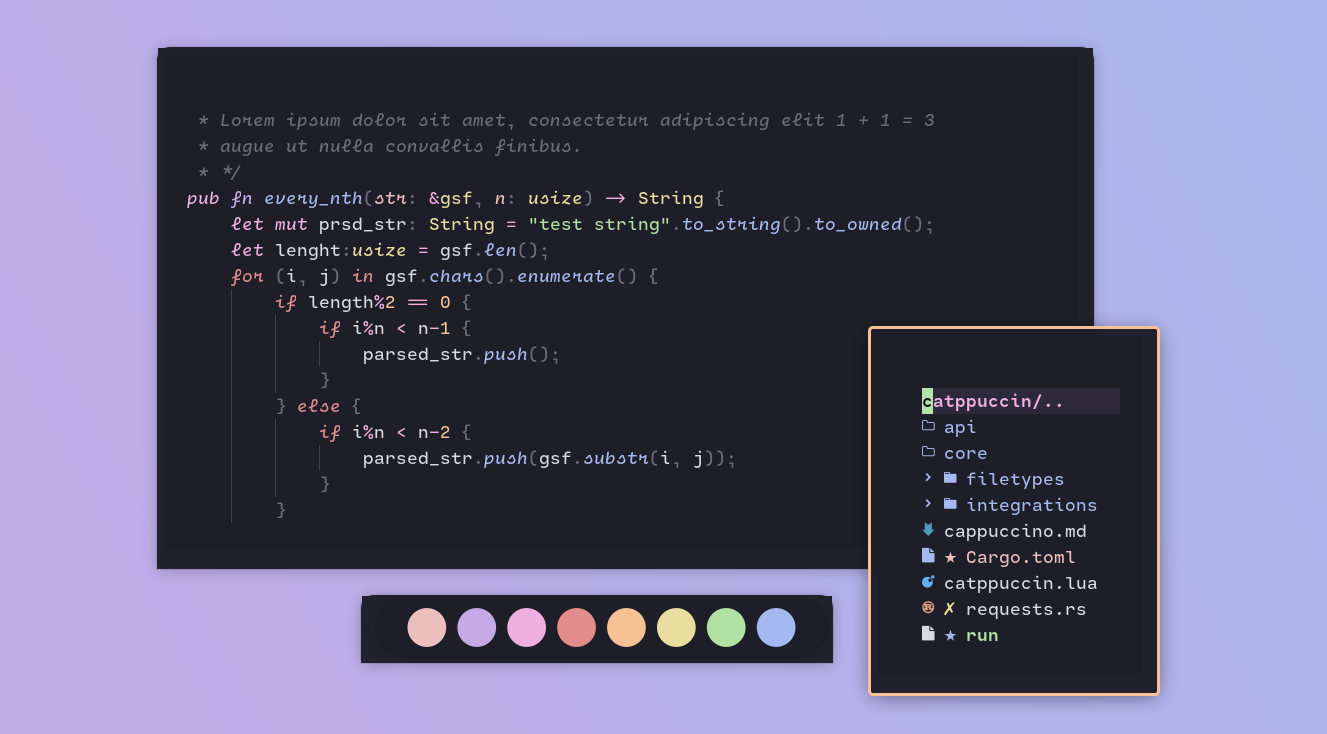 * Lorem ipsum dolor sit amet, consectetur adipiscing elit 1 + 1 = 3
 * augue ut nulla convallis finibus.
 * */
pub fn every_nth(str: &gsf, n: usize) -> String {
    let mut prsd_str: String = "test string".to_string().to_owned();
    let lenght:usize = gsf.len();
    for (i, j) in gsf.chars().enumerate() {
        if length%2 == 0 {
            if i%n < n-1 {
                parsed_str.push();
            }
        } else {
            if i%n < n-2 {
                parsed_str.push(gsf.substr(i, j));
            }
        }
catppuccin/..
api
core
> filetypes
> integrations
cappuccino.md
★ Cargo.toml
catppuccin.lua
✗ requests.rs
★ run